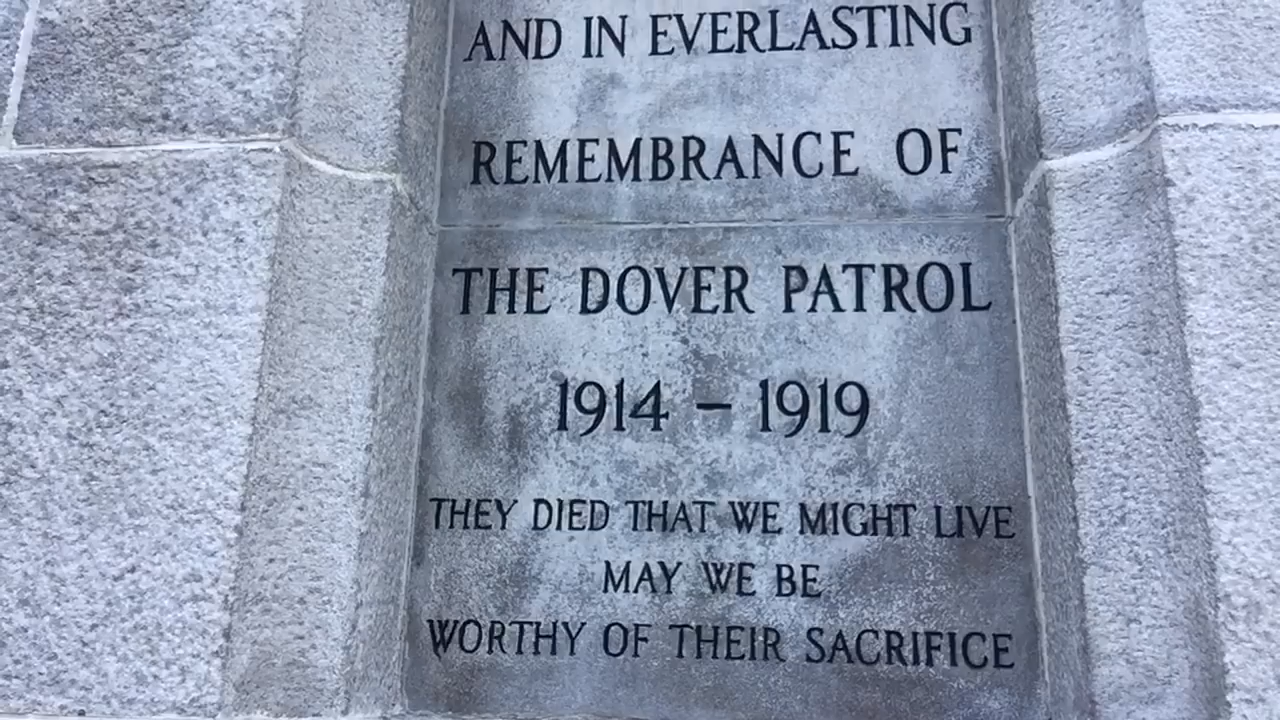 AND IN EVERLASTING
REMEMBRANCE OF
THE DOVER PATROL
1914 – 1919
THEY DIED THAT WE MIGHT LIVE
MAY WE BE
WORTHY OF THEIR SACRIFICE